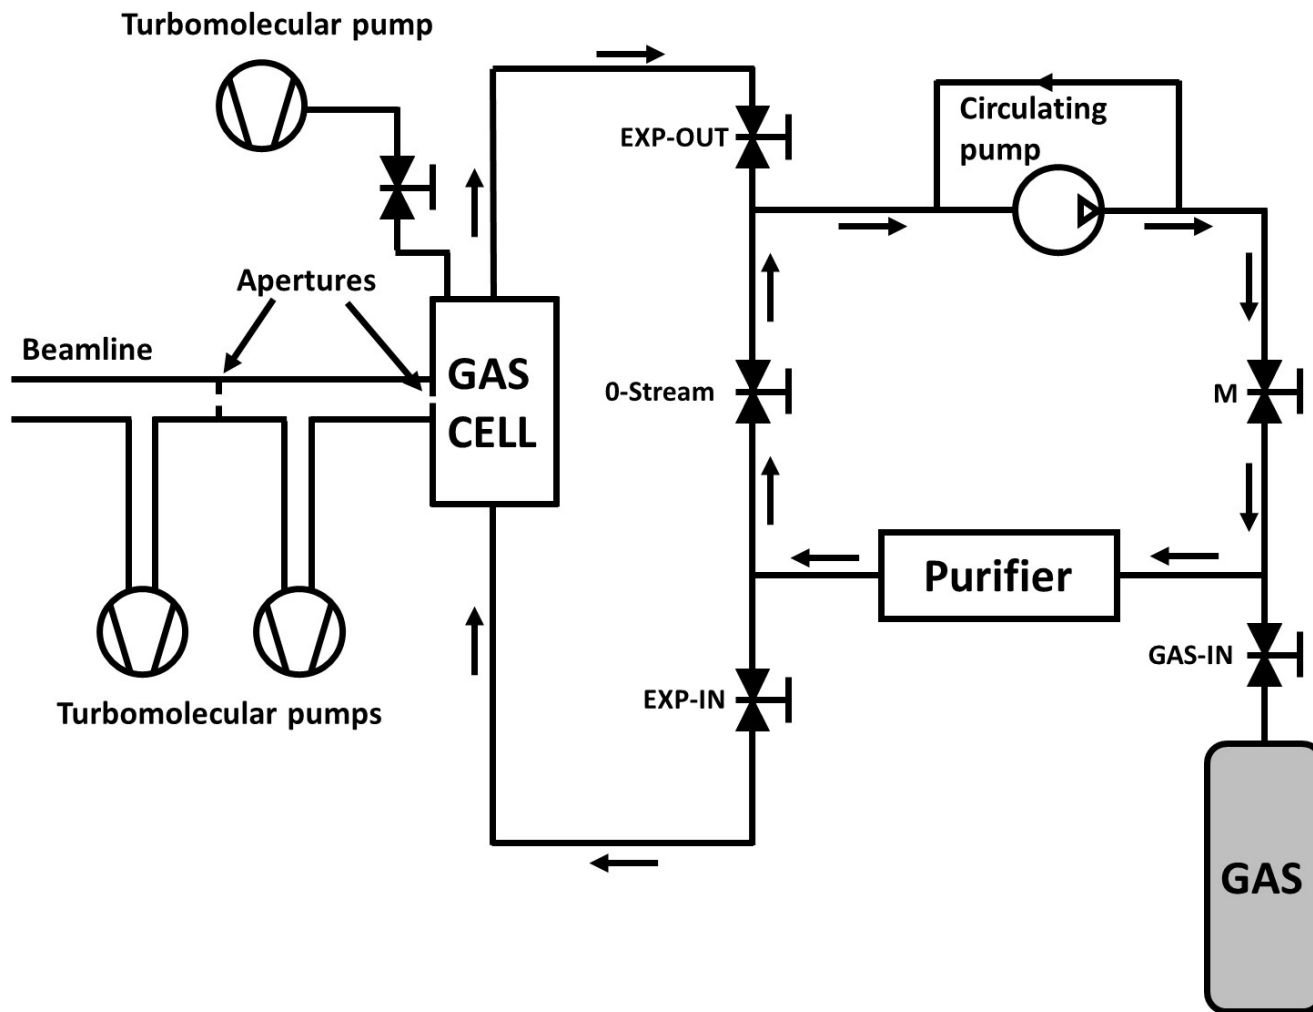 Turbomolecular pump
EXP-OUT
Circulating
pump
Apertures
Beamline
GAS
CELL
0-Stream
M
Purifier
GAS-IN
EXP-IN
Turbomolecular pumps
GAS